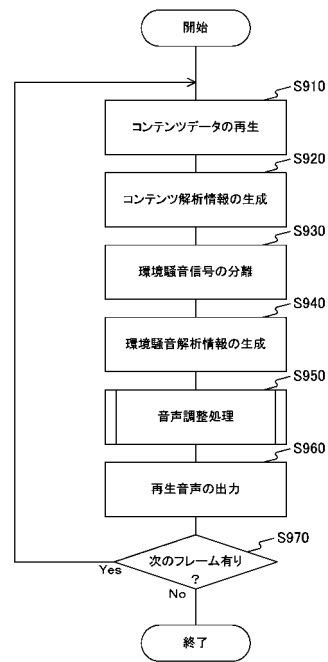 開始
S910
コンテンツデータの再生
S920
コンテンツ解析情報の生成
S930
環境騒音信号の分離
S940
環境騒音解析情報の生成
S950
音声調整処理
S960
再生音声の出力
S970
次のフレーム有り
?
Yes
No
終了